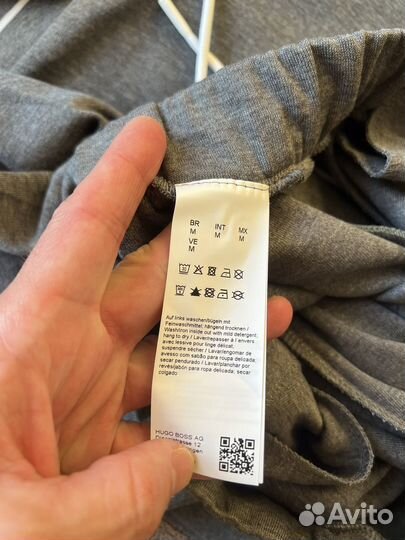 BR INT MX
M M M
VE
M
Auf links waschen/bügeln mit
Feinwaschmittel; hängend trocknen /
Wash/iron inside out with mild detergent;
hang to dry / Laver/repasser à l'envers
avec lessive pour linge délicat;
suspendre sécher / Lavar/engomar de
avesso com sabão para roupa delicada;
secar pendurado / Lavar/planchar por
revés/jabón para ropa delicada; secar
colgado
HUGO BOSS AG
12
Avito